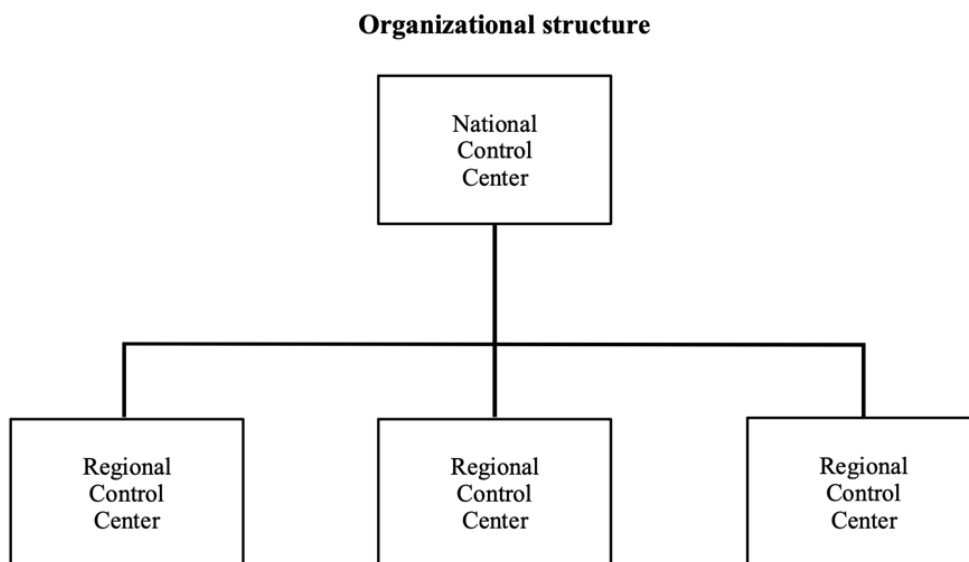 Organizational structure
National
Control
Center
Regional
Control
Center
Regional
Control
Center
Regional
Control
Center